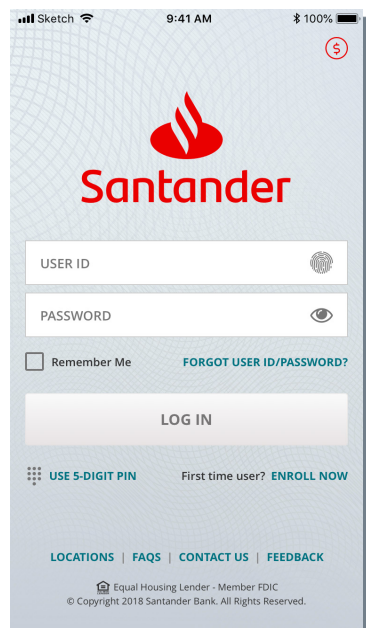 Sketch 9:41 AM 100%
$
Santander
USER ID
PASSWORD
Remember Me FORGOT USER ID/PASSWORD?
LOG IN
USE 5-DIGIT PIN First time user? ENROLL NOW
LOCATIONS | FAQS | CONTACT US | FEEDBACK
Equal Housing Lender - Member FDIC
© Copyright 2018 Santander Bank. All Rights Reserved.